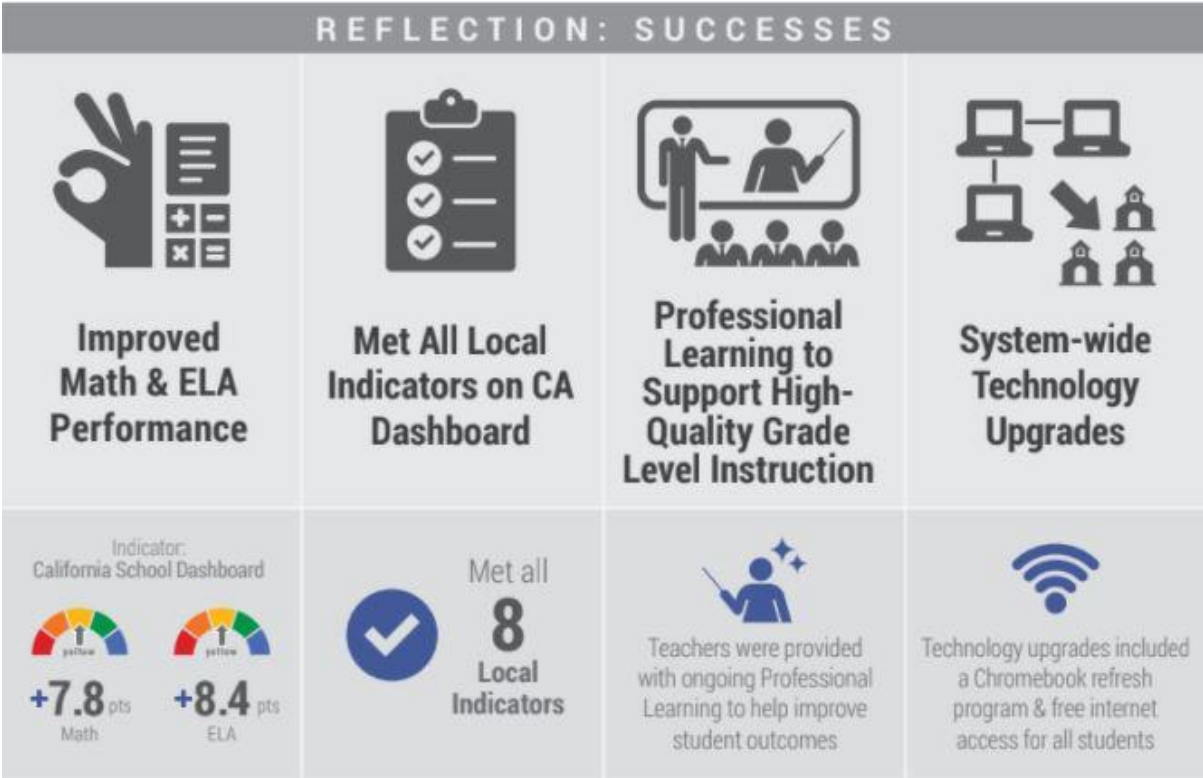 REFLECTION: SUCCESSES
Improved
Math & ELA
Performance
Met All Local
Indicators on CA
Dashboard
Professional
Learning to
Support High-
Quality Grade
Level Instruction
System-wide
Technology
Upgrades
Indicator:
California School Dashboard
yellow
yellow
+7.8 pts
Math
+8.4 pts
ELA
Met all
8
Local
Indicators
Teachers were provided
with ongoing Professional
Learning to help improve
student outcomes
Technology upgrades included
a Chromebook refresh
program & free internet
access for all students